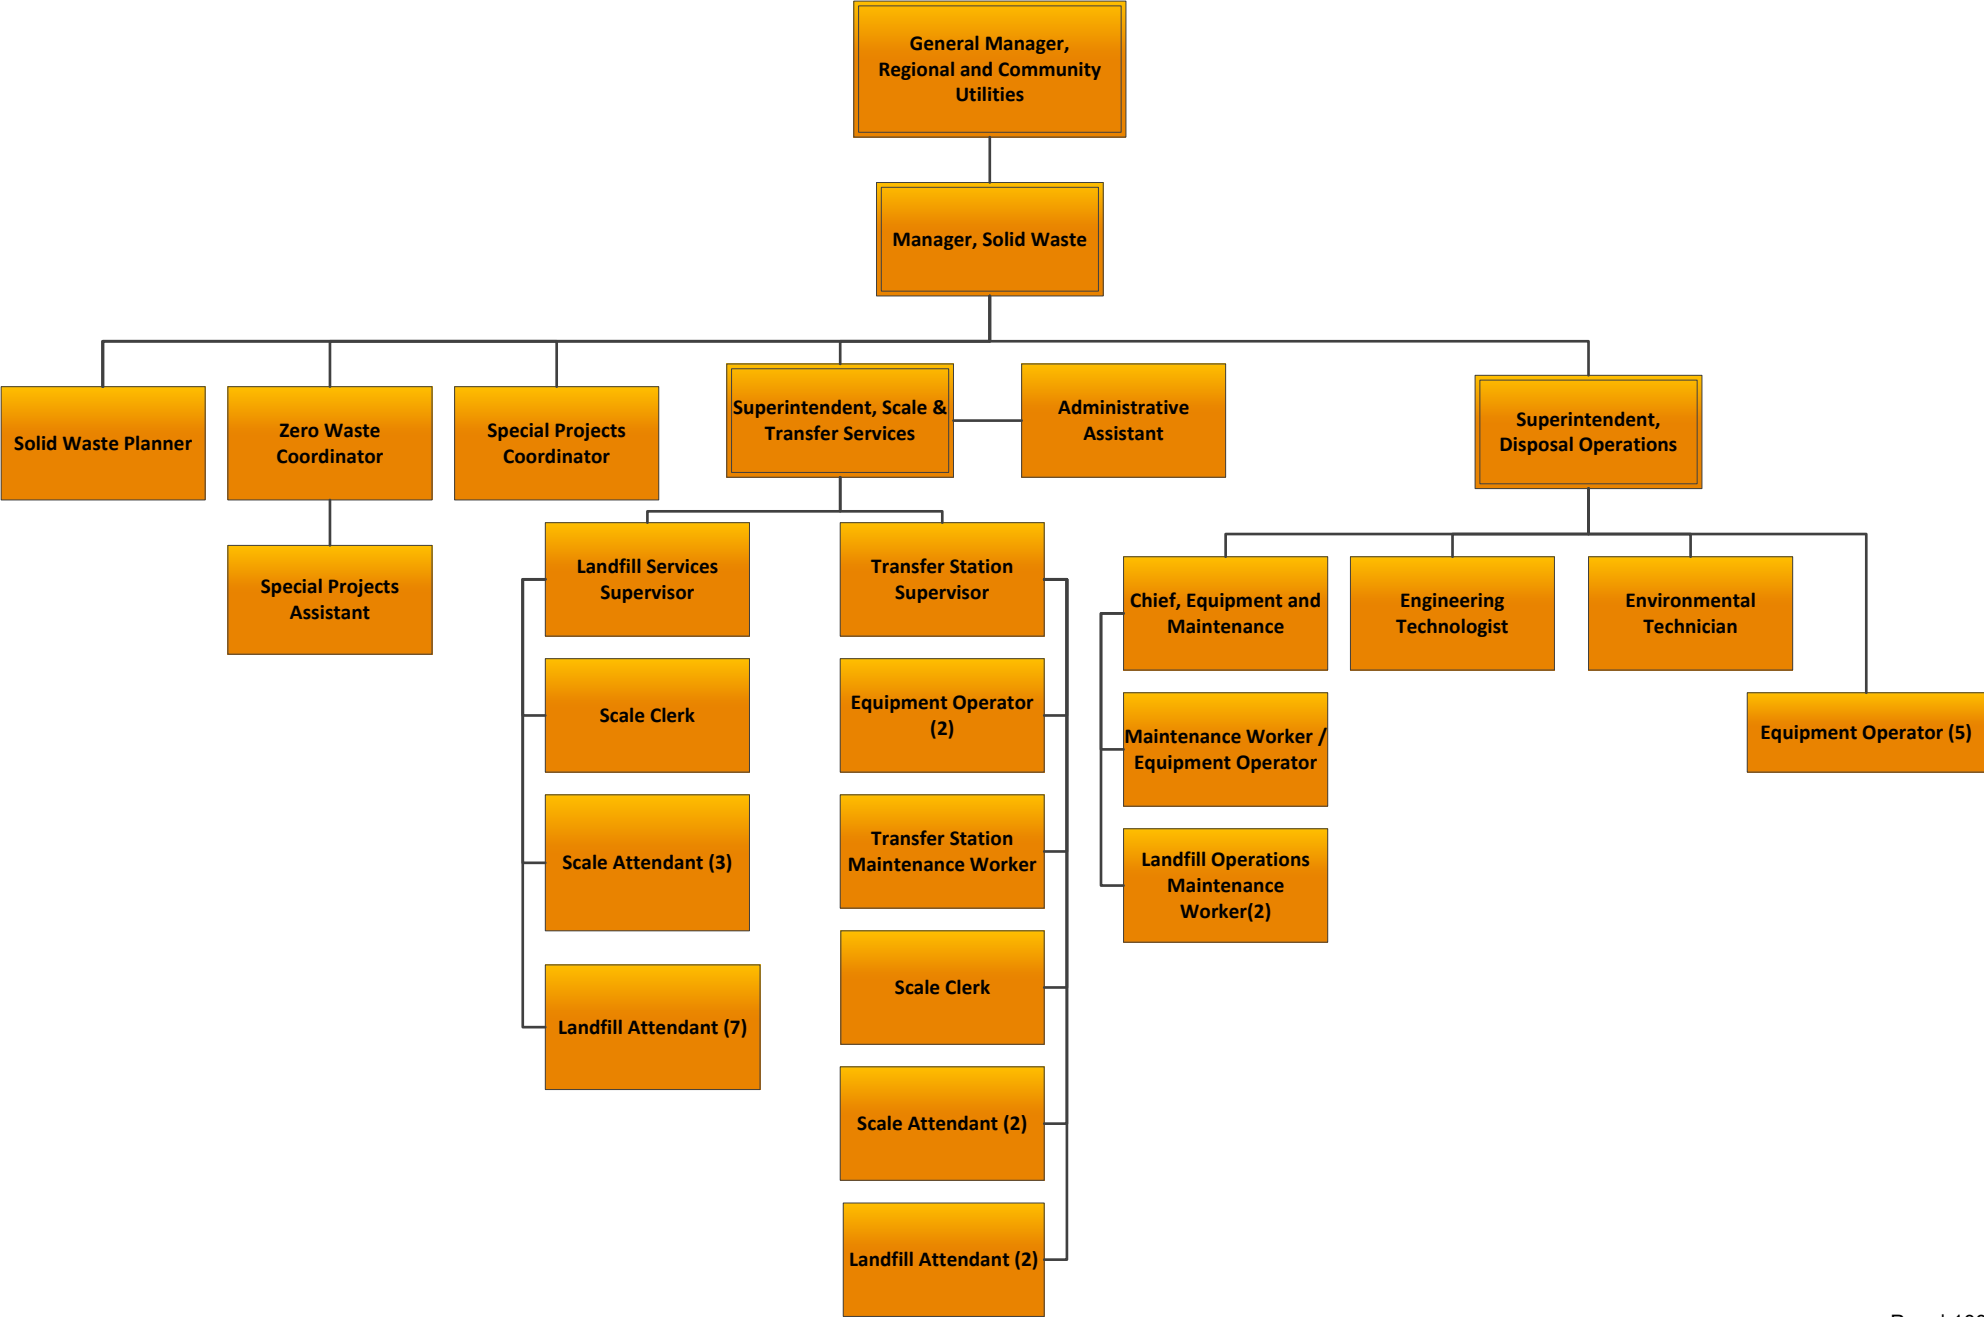 General Manager,
Regional and Community
Utilities
Manager, Solid Waste
Solid Waste Planner
Zero Waste
Coordinator
Special Projects
Coordinator
Superintendent, Scale &
Transfer Services
Administrative
Assistant
Superintendent,
Disposal Operations
Special Projects
Assistant
Landfill Services
Supervisor
Transfer Station
Supervisor
Chief, Equipment and
Maintenance
Engineering
Technologist
Environmental
Technician
Scale Clerk
Equipment Operator
(2)
Maintenance Worker /
Equipment Operator
Equipment Operator (5)
Scale Attendant (3)
Transfer Station
Maintenance Worker
Landfill Operations
Maintenance
Worker(2)
Landfill Attendant (7)
Scale Clerk
Scale Attendant (2)
Landfill Attendant (2)